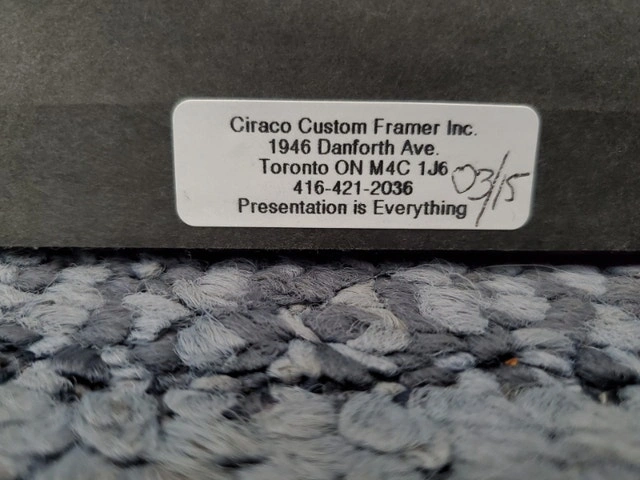 Ciraco Custom Framer Inc.
1946 Danforth Ave.
Toronto ON M4C 1J6
416-421-2036
Presentation is Everything
03/15